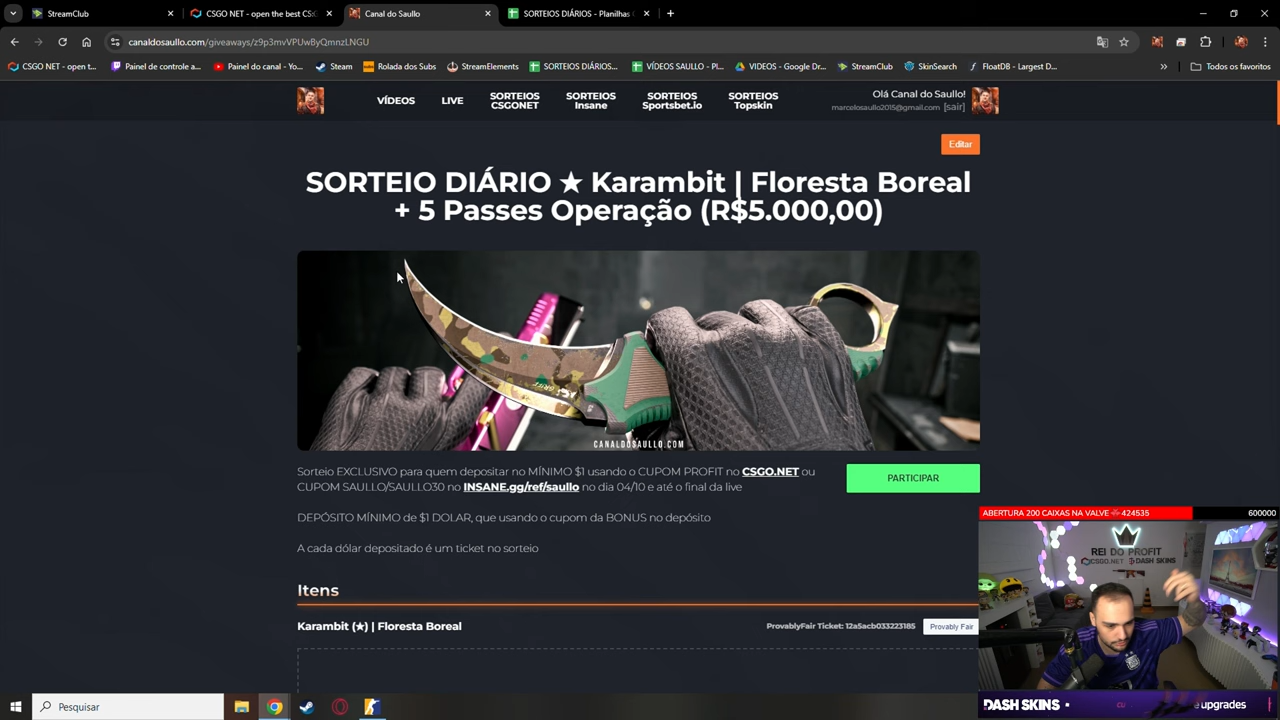 StreamClub
CSGO NET - open the best CS:G
Canal do Saullo
SORTEIOS DIÁRIOS - Planilhas
canaldosaullo.com/giveaways/z9p3mvVPUwByQmnzLNGU
CSGO NET - open t...
Painel de controle a...
Painel do canal - Yo...
Steam
Rolada dos Subs
StreamElements
SORTEIOS DIÁRIOS...
VÍDEOS SAULLO - Pl...
VIDEOS - Google Dr...
StreamClub
SkinSearch
FloatDB - Largest D...
Todos os favoritos
VÍDEOS
LIVE
SORTEIOS
CSGONET
SORTEIOS
Insane
SORTEIOS
Sportsbet.io
SORTEIOS
Topskin
Olá Canal do Saullo!
marcelosaullo2015@gmail.com [sair]
Editar
SORTEIO DIÁRIO ★ Karambit | Floresta Boreal
+ 5 Passes Operação (R$5.000,00)
CANALDOSAULLO.COM
Sorteio EXCLUSIVO para quem depositar no MÍNIMO $1 usando o CUPOM PROFIT no CSGO.NET ou
CUPOM SAULLO/SAULLO30 no INSANE.gg/ref/saullo no dia 04/10 e até o final da live
PARTICIPAR
DEPÓSITO MÍNIMO de $1 DOLAR, que usando o cupom da BONUS no depósito
A cada dólar depositado é um ticket no sorteio
Itens
Karambit (★) | Floresta Boreal
ProvablyFair Ticket: 12a5acb033223185
Provably Fair
ABERTURA 200 CAIXAS NA VALVE 424535
600000
REI DO PROFIT
CSGO.NET DASH SKINS
DASH SKINS
upgrades
Pesquisar